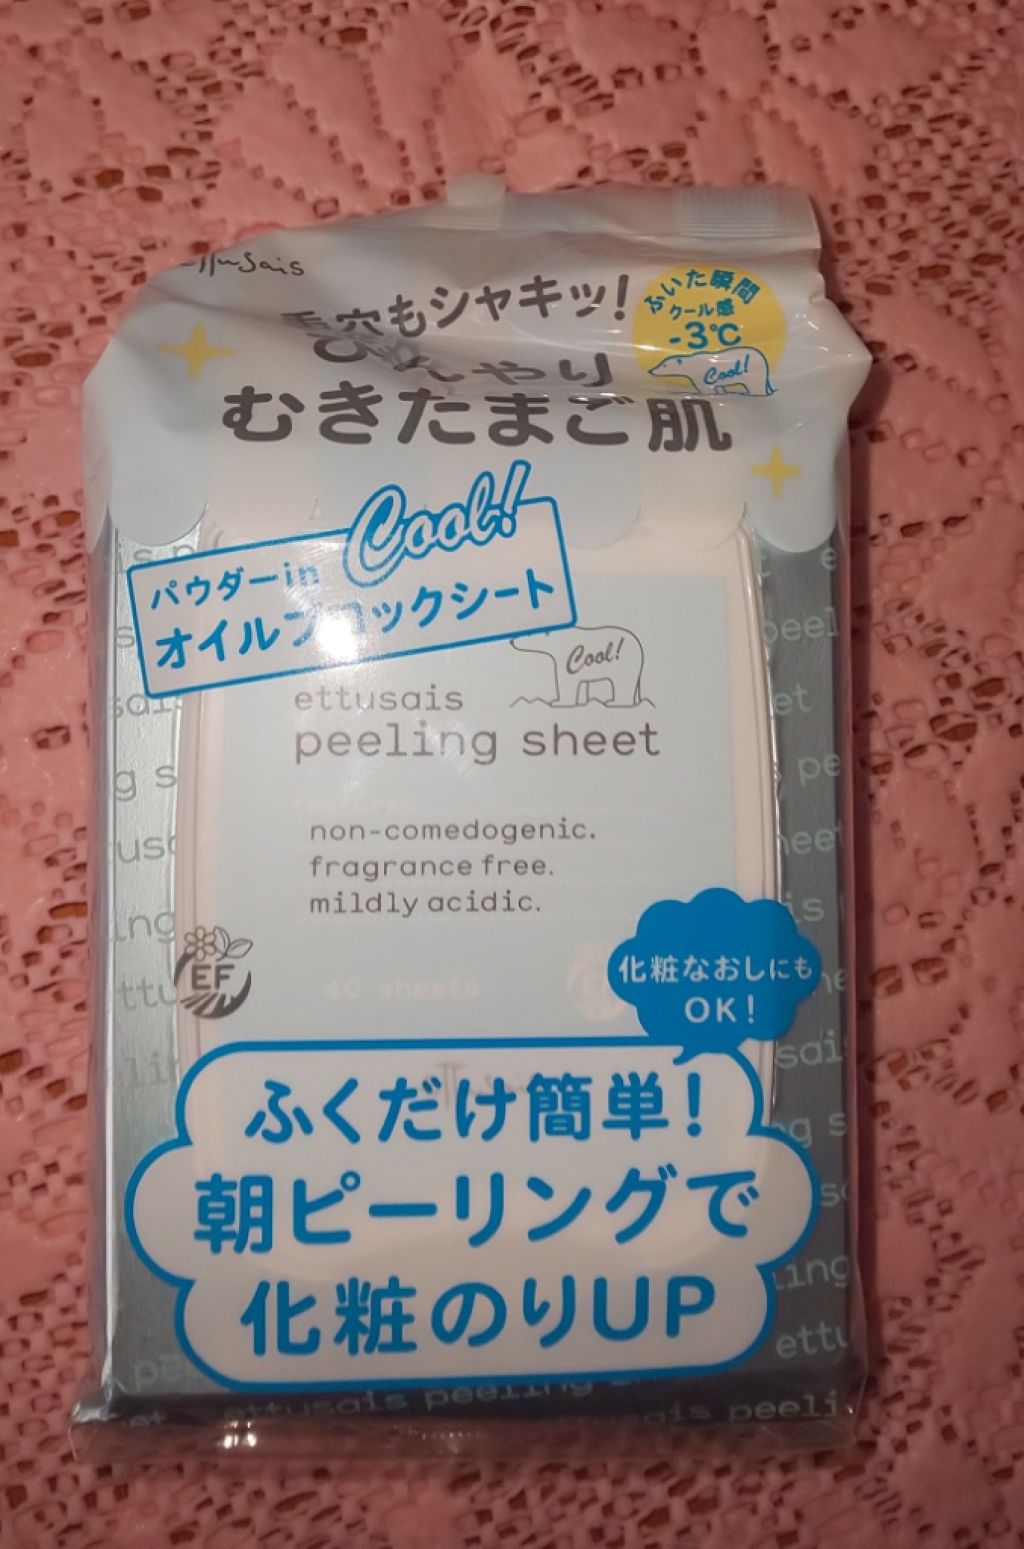 ettusais
毛穴もシャキッ!
ひんやり
むきたまご肌
ふいた瞬間
クール感
-3℃
Cool!
パウダーin Cool!
オイルブロックシート
Cool!
ettusais
peeling sheet
non-comedogenic.
fragrance free.
mildly acidic.
EF
40 sheets
化粧なおしにも
OK!
ふくだけ簡単!
朝ピーリングで
化粧のりUP
ettusais peeling